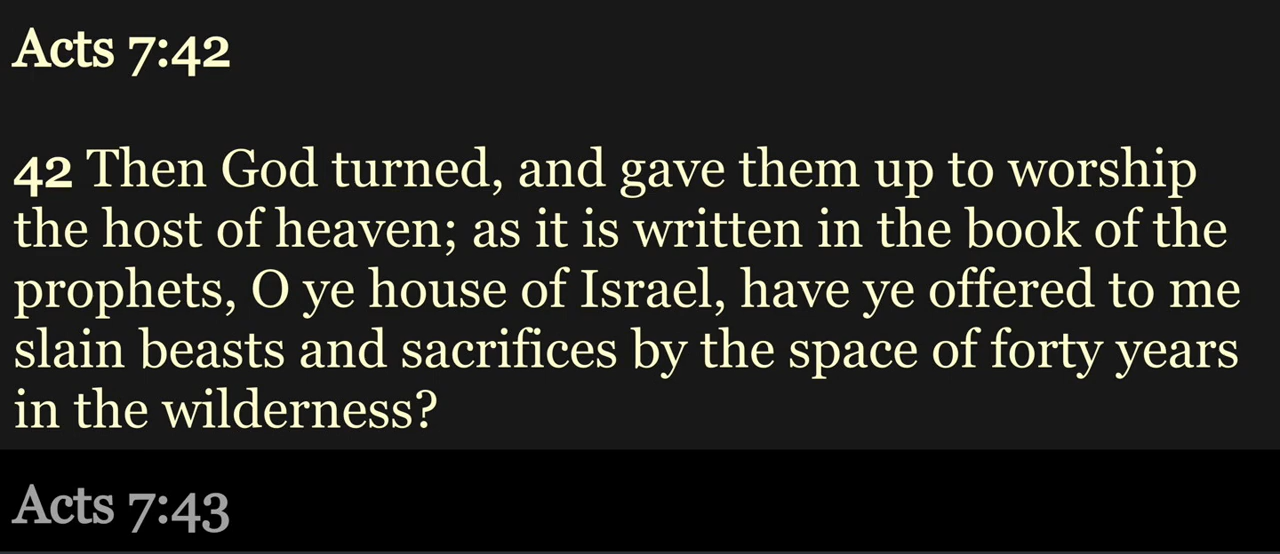 Acts 7:42
42 Then God turned, and gave them up to worship
the host of heaven; as it is written in the book of the
prophets, O ye house of Israel, have ye offered to me
slain beasts and sacrifices by the space of forty years
in the wilderness?
Acts 7:43